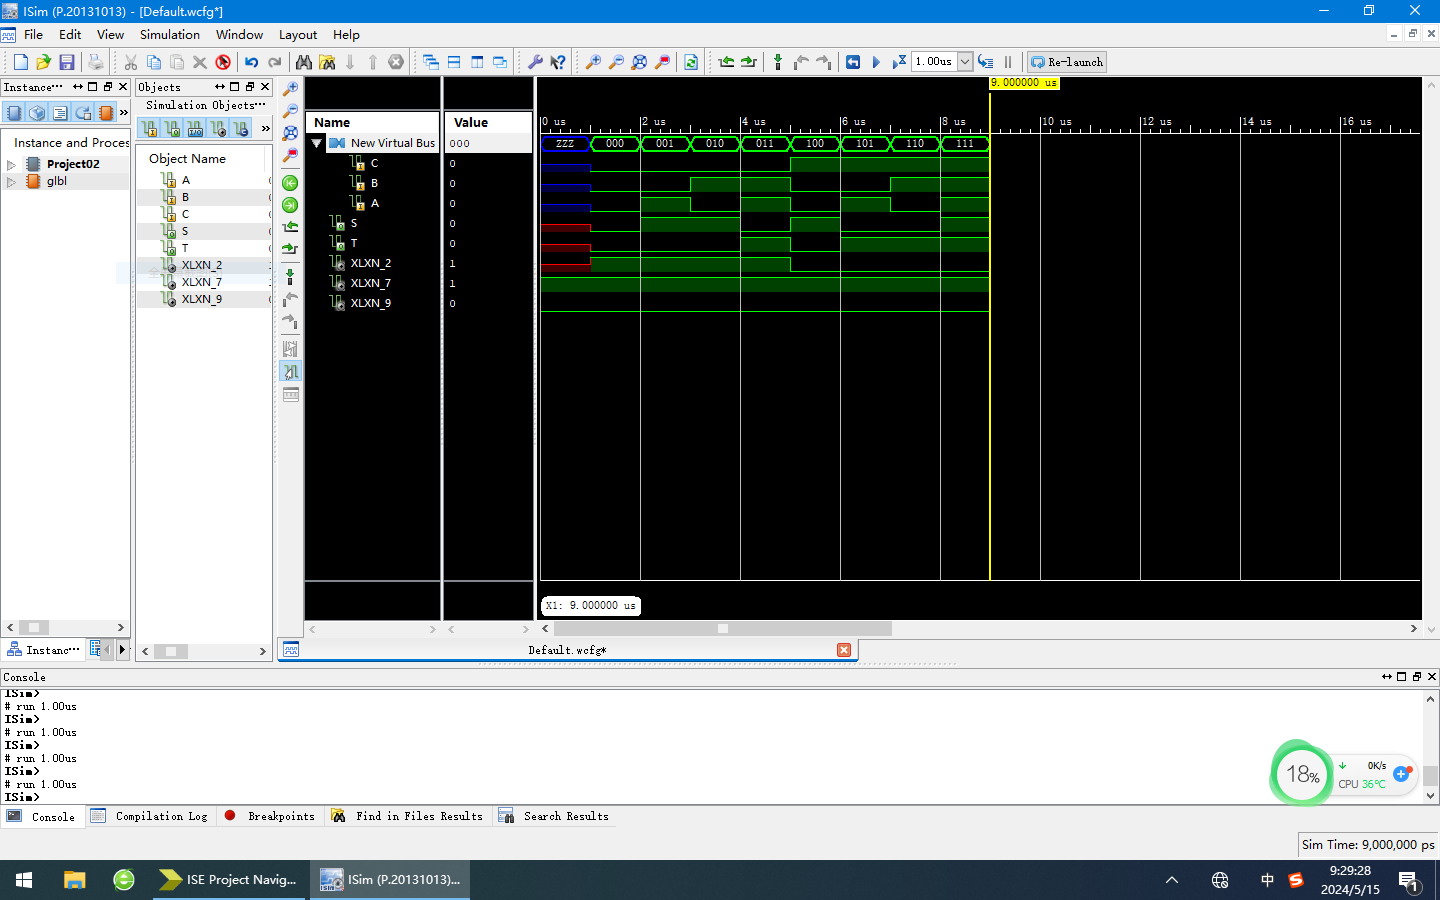 ISim (P.20131013) - [Default.wcfg*]
File Edit View Simulation Window Layout Help
1.00us Re-launch
Instance···
Objects
Simulation Objects···
Instance and Proces
Project02
glbl
Object Name
A
B
C
S
T
XLXN_2
XLXN_7
XLXN_9
Name Value
New Virtual Bus 000
C 0
B 0
A 0
S 0
T 0
XLXN_2 1
XLXN_7 1
XLXN_9 0
9.000000 us
0 us 2 us 4 us 6 us 8 us 10 us 12 us 14 us 16 us
ZZZ 000 001 010 011 100 101 110 111
X1: 9.000000 us
Instanc···
Default.wcfg*
Console
ISim>
# run 1.00us
ISim>
# run 1.00us
ISim>
# run 1.00us
ISim>
# run 1.00us
ISim>
18%
0K/s
CPU 36℃
Console Compilation Log Breakpoints Find in Files Results Search Results
Sim Time: 9,000,000 ps
ISE Project Navig...
ISim (P.20131013)...
中
9:29:28
2024/5/15
1